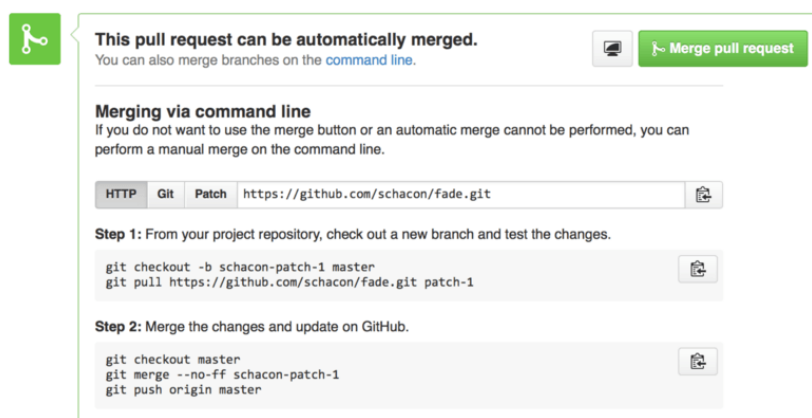 This pull request can be automatically merged.
You can also merge branches on the command line.
Merge pull request
Merging via command line
If you do not want to use the merge button or an automatic merge cannot be performed, you can
perform a manual merge on the command line.
HTTP Git Patch https://github.com/schacon/fade.git
Step 1: From your project repository, check out a new branch and test the changes.
git checkout -b schacon-patch-1 master
git pull https://github.com/schacon/fade.git patch-1
Step 2: Merge the changes and update on GitHub.
git checkout master
git merge --no-ff schacon-patch-1
git push origin master